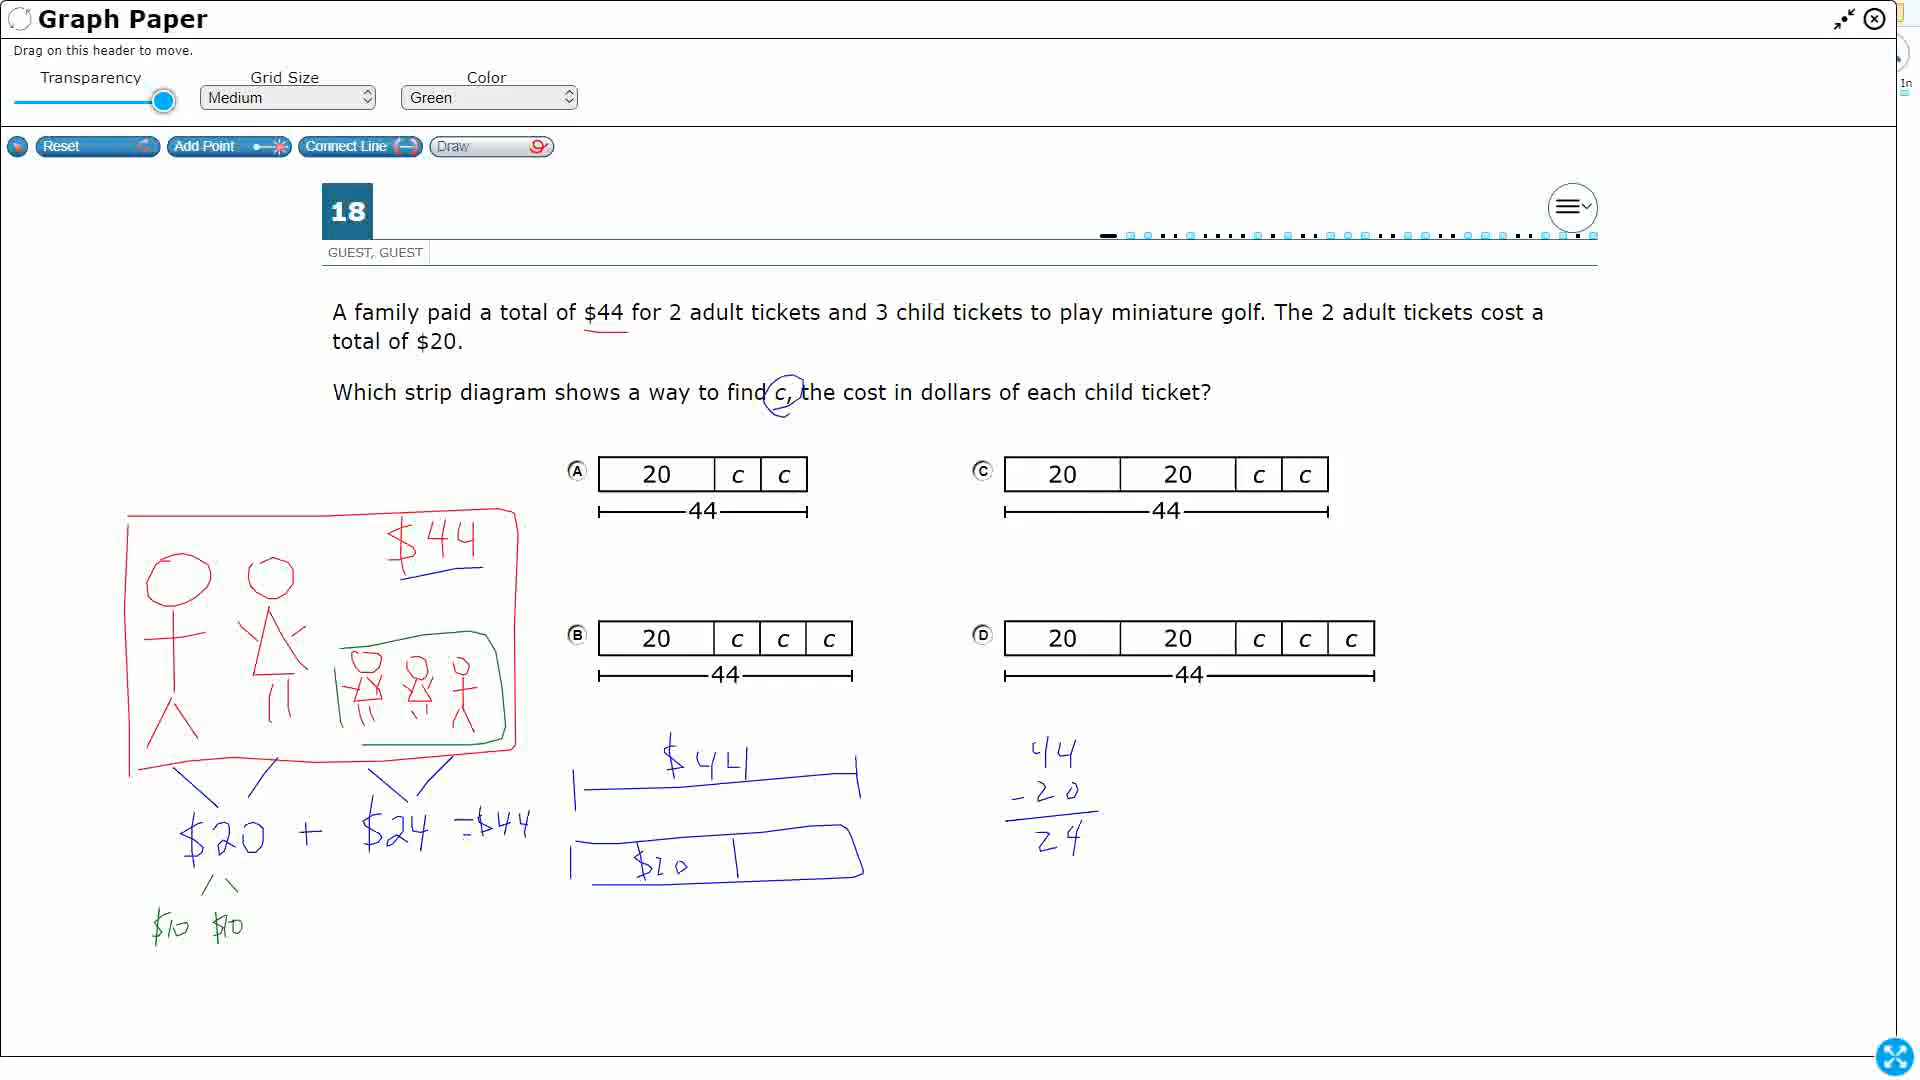 Graph Paper
Drag on this header to move.
Transparency
Grid Size
Color
Medium
Green
Reset
Add Point
Connect Line
Draw
1n
18
GUEST, GUEST
A family paid a total of $44 for 2 adult tickets and 3 child tickets to play miniature golf. The 2 adult tickets cost a
total of $20.
Which strip diagram shows a way to find c, the cost in dollars of each child ticket?
A 20 c c
44
C 20 20 c c
44
B 20 c c c
44
D 20 20 c c c
44
$44
$20 + $24 = $44
$10 $10
$44
$20
44
- 20
24